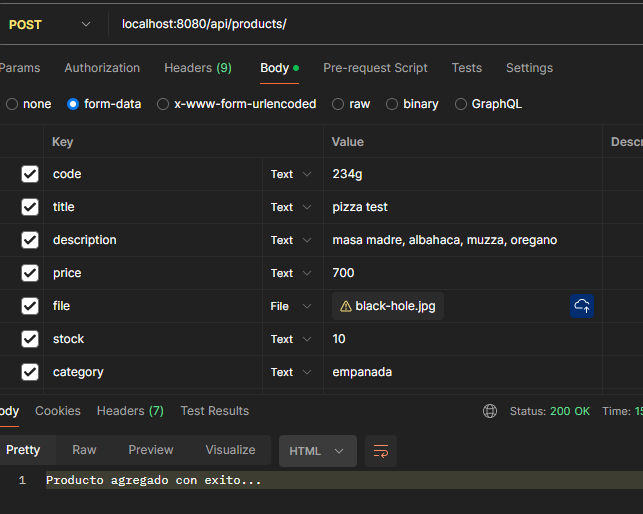 POST localhost:8080/api/products/
Params Authorization Headers (9) Body Pre-request Script Tests Settings
none form-data x-www-form-urlencoded raw binary GraphQL
Key Value Descr
code Text 234g
title Text pizza test
description Text masa madre, albahaca, muzza, oregano
price Text 700
file File black-hole.jpg
stock Text 10
category Text empanada
ody Cookies Headers (7) Test Results Status: 200 OK Time: 15
Pretty Raw Preview Visualize HTML
1 Producto agregado con exito...